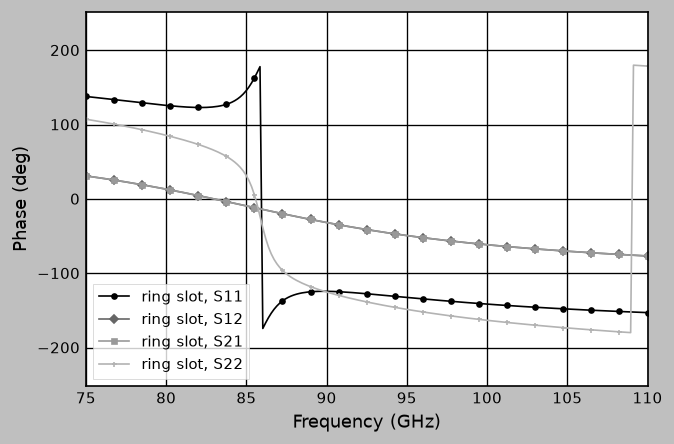 200
100
0
−100
−200
Phase (deg)
ring slot, S11
ring slot, S12
ring slot, S21
ring slot, S22
75 80 85 90 95 100 105 110
Frequency (GHz)